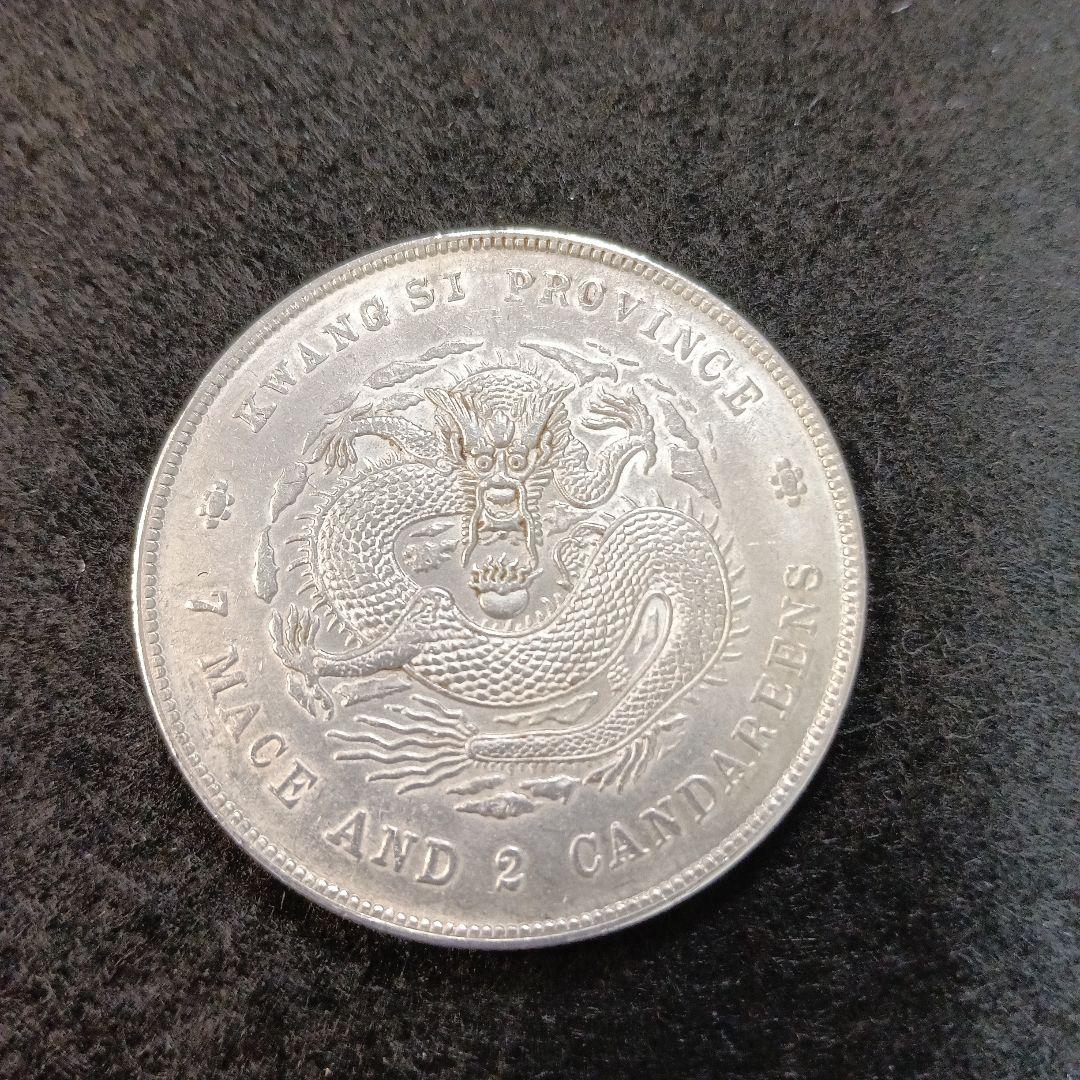 KWANG SI PROVINCE
7 MACE AND 2 CANDAREENS